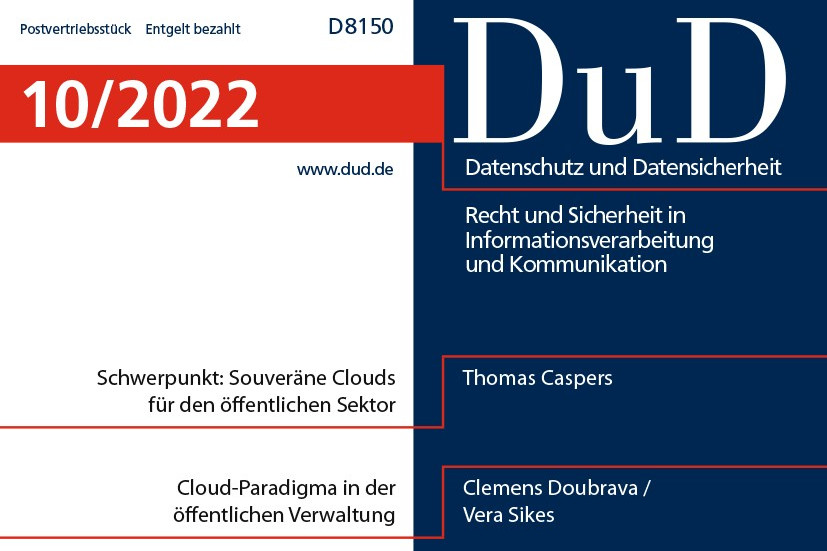 Postvertriebsstück Entgelt bezahlt D8150
10/2022
www.dud.de
DuD
Datenschutz und Datensicherheit
Recht und Sicherheit in
Informationsverarbeitung
und Kommunikation
Schwerpunkt: Souveräne Clouds
für den öffentlichen Sektor
Thomas Caspers
Cloud-Paradigma in der
öffentlichen Verwaltung
Clemens Doubrava /
Vera Sikes